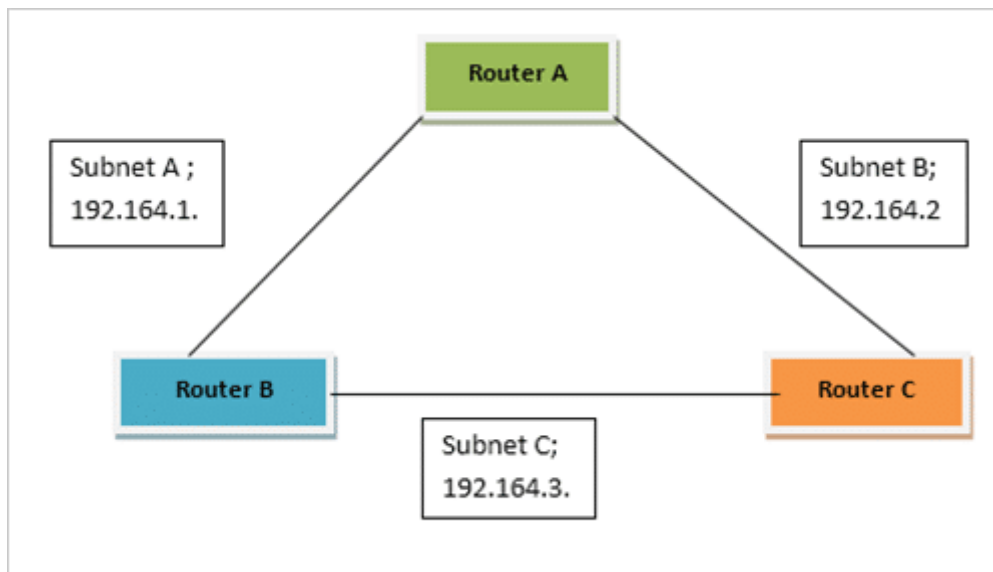 Router A
Subnet A ;
192.164.1.
Subnet B;
192.164.2
Router B
Router C
Subnet C;
192.164.3.